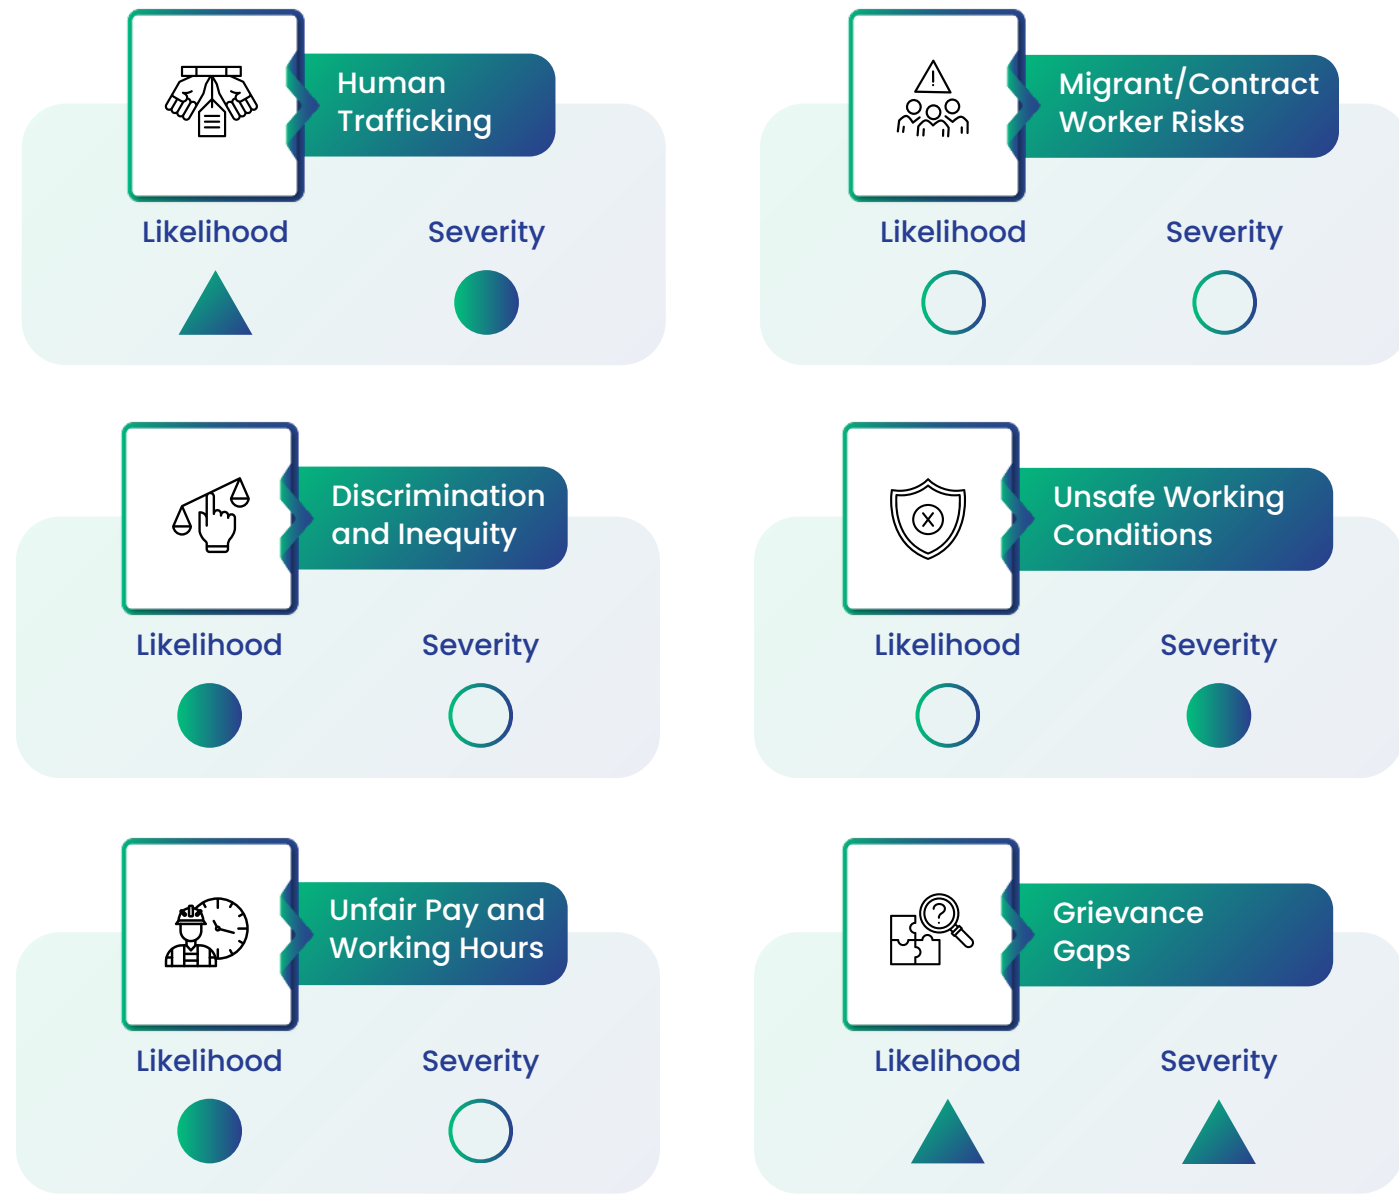 Human
Trafficking
Likelihood
Severity
Migrant/Contract
Worker Risks
Likelihood
Severity
Discrimination
and Inequity
Likelihood
Severity
Unsafe Working
Conditions
Likelihood
Severity
Unfair Pay and
Working Hours
Likelihood
Severity
Grievance
Gaps
Likelihood
Severity